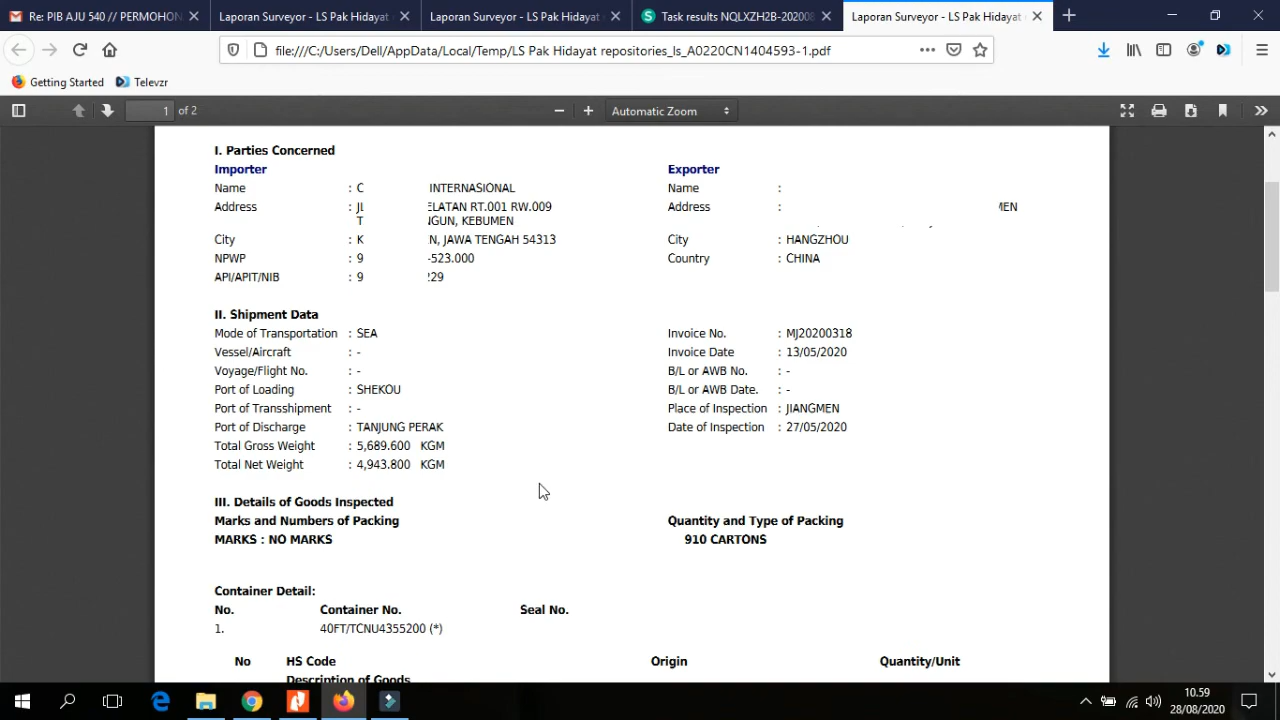 Re: PIB AJU 540 // PERMOHON
Laporan Surveyor - LS Pak Hidayat
Laporan Surveyor - LS Pak Hidayat
Task results NQLXZH2B-202008
Laporan Surveyor - LS Pak Hidayat
file:///C:/Users/Dell/AppData/Local/Temp/LS Pak Hidayat repositories_ls_A0220CN1404593-1.pdf
Getting Started
Televzr
1 of 2
Automatic Zoom
I. Parties Concerned
Importer
Name : C INTERNASIONAL
Address : JL ELATAN RT.001 RW.009
T NGUN, KEBUMEN
City : K N, JAWA TENGAH 54313
NPWP : 9 -523.000
API/APIT/NIB : 9 229
Exporter
Name :
Address : MEN
City : HANGZHOU
Country : CHINA
II. Shipment Data
Mode of Transportation : SEA
Vessel/Aircraft : -
Voyage/Flight No. : -
Port of Loading : SHEKOU
Port of Transshipment : -
Port of Discharge : TANJUNG PERAK
Total Gross Weight : 5,689.600 KGM
Total Net Weight : 4,943.800 KGM
Invoice No. : MJ20200318
Invoice Date : 13/05/2020
B/L or AWB No. : -
B/L or AWB Date. : -
Place of Inspection : JIANGMEN
Date of Inspection : 27/05/2020
III. Details of Goods Inspected
Marks and Numbers of Packing
MARKS : NO MARKS
Quantity and Type of Packing
910 CARTONS
Container Detail:
No. Container No. Seal No.
1. 40FT/TCNU4355200 (*)
No HS Code Origin Quantity/Unit
Description of Goods
10.59
28/08/2020